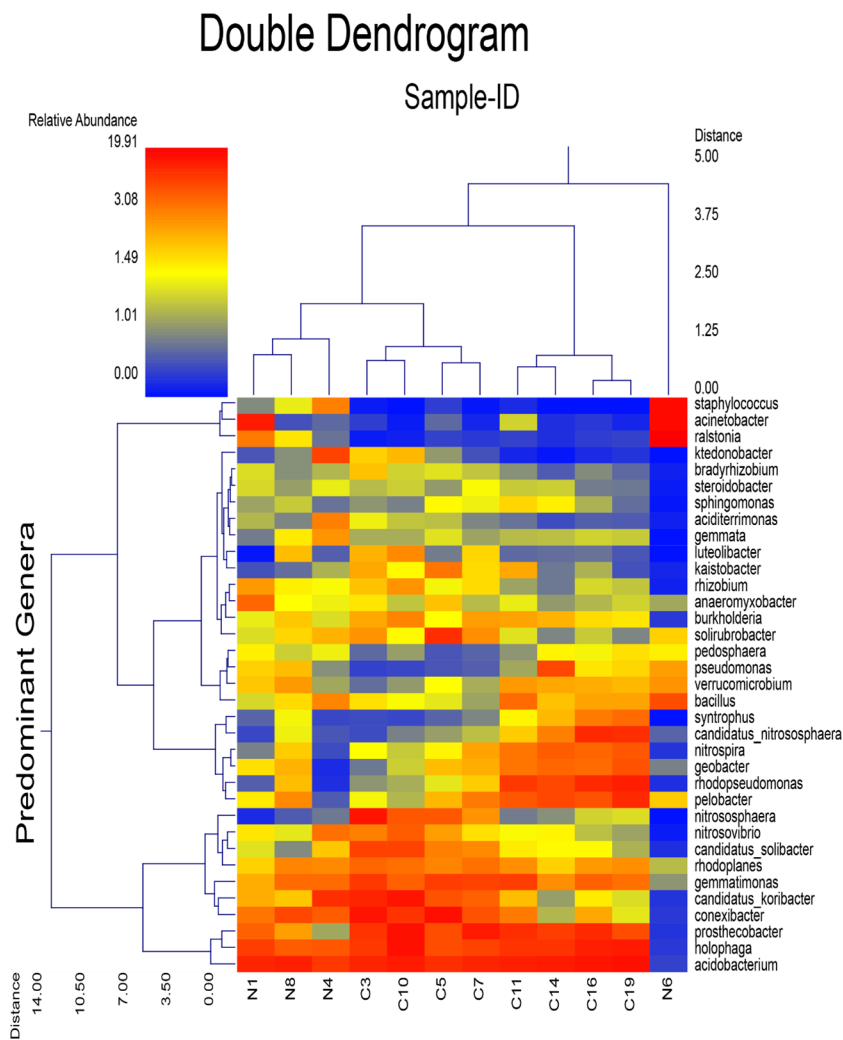 Double Dendrogram
Sample-ID
Relative Abundance
19.91
3.08
1.49
1.01
0.00
Distance
5.00
3.75
2.50
1.25
0.00
staphylococcus
acinetobacter
ralstonia
ktedonobacter
bradyrhizobium
steroidobacter
sphingomonas
aciditerrimonas
gemmata
luteolibacter
kaistobacter
rhizobium
anaeromyxobacter
burkholderia
solirubrobacter
pedosphaera
pseudomonas
verrucomicrobium
bacillus
syntrophus
candidatus_nitrososphaera
nitrospira
geobacter
rhodopseudomonas
pelobacter
nitrososphaera
nitrosovibrio
candidatus_solibacter
rhodoplanes
gemmatimonas
candidatus_koribacter
conexibacter
prosthecobacter
holophaga
acidobacterium
Predominant Genera
Distance
14.00
10.50
7.00
3.50
0.00
N1
N8
N4
C3
C10
C5
C7
C11
C14
C16
C19
N6